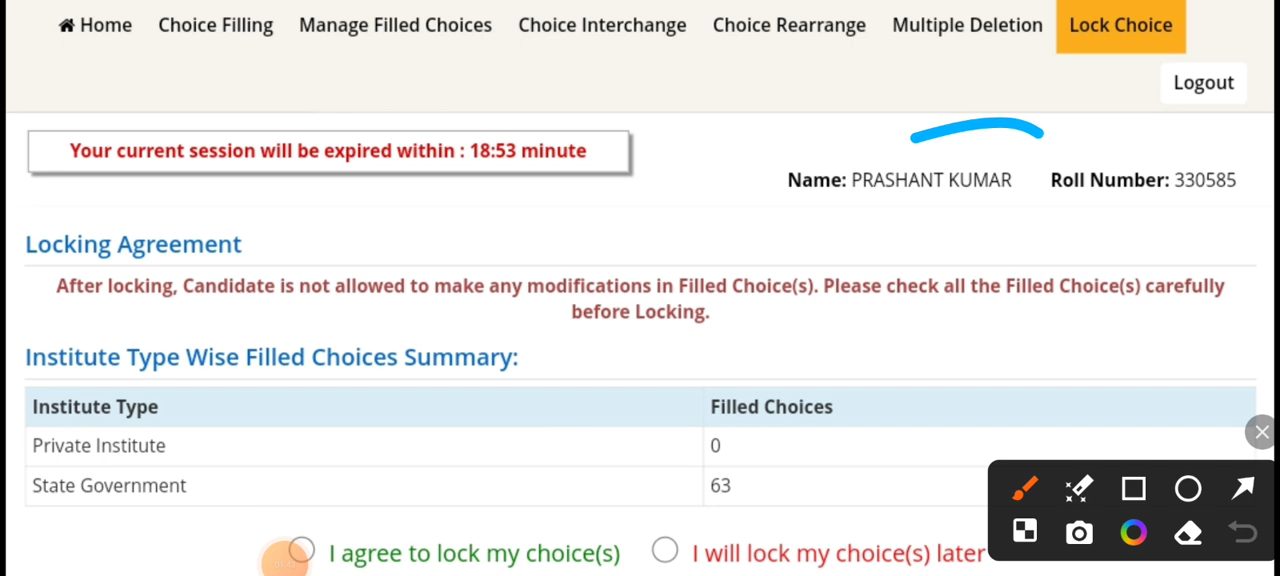 Home Choice Filling Manage Filled Choices Choice Interchange Choice Rearrange Multiple Deletion Lock Choice
Logout
Your current session will be expired within : 18:53 minute
Name: PRASHANT KUMAR Roll Number: 330585
Locking Agreement
After locking, Candidate is not allowed to make any modifications in Filled Choice(s). Please check all the Filled Choice(s) carefully
before Locking.
Institute Type Wise Filled Choices Summary:
Institute Type Filled Choices
Private Institute 0
State Government 63
I agree to lock my choice(s) I will lock my choice(s) later